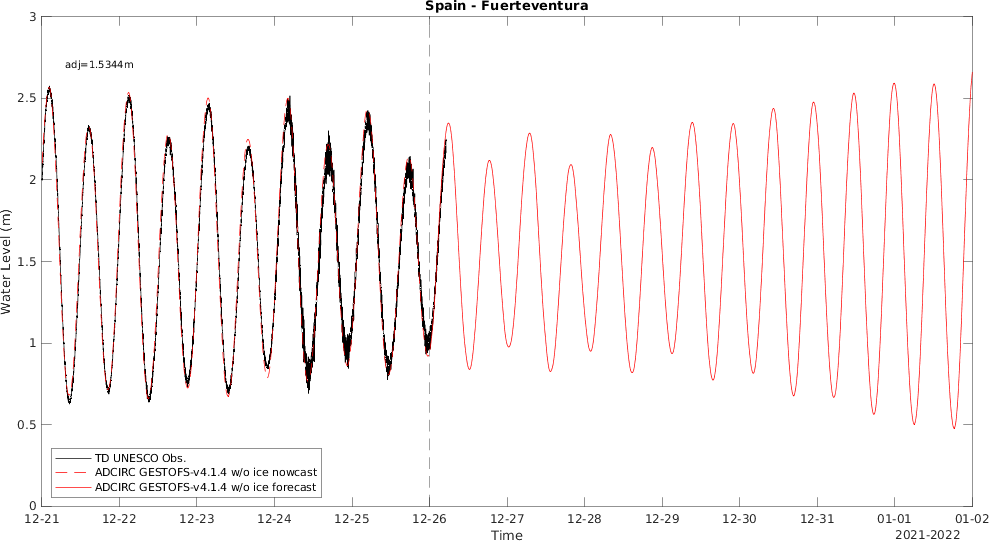 Spain - Fuerteventura
3
adj=1.5344m
2.5
2
1.5
1
0.5
0
Water Level (m)
TD UNESCO Obs.
ADCIRC GESTOFS-v4.1.4 w/o ice nowcast
ADCIRC GESTOFS-v4.1.4 w/o ice forecast
12-21 12-22 12-23 12-24 12-25 12-26 12-27 12-28 12-29 12-30 12-31 01-01 01-02
Time
2021-2022